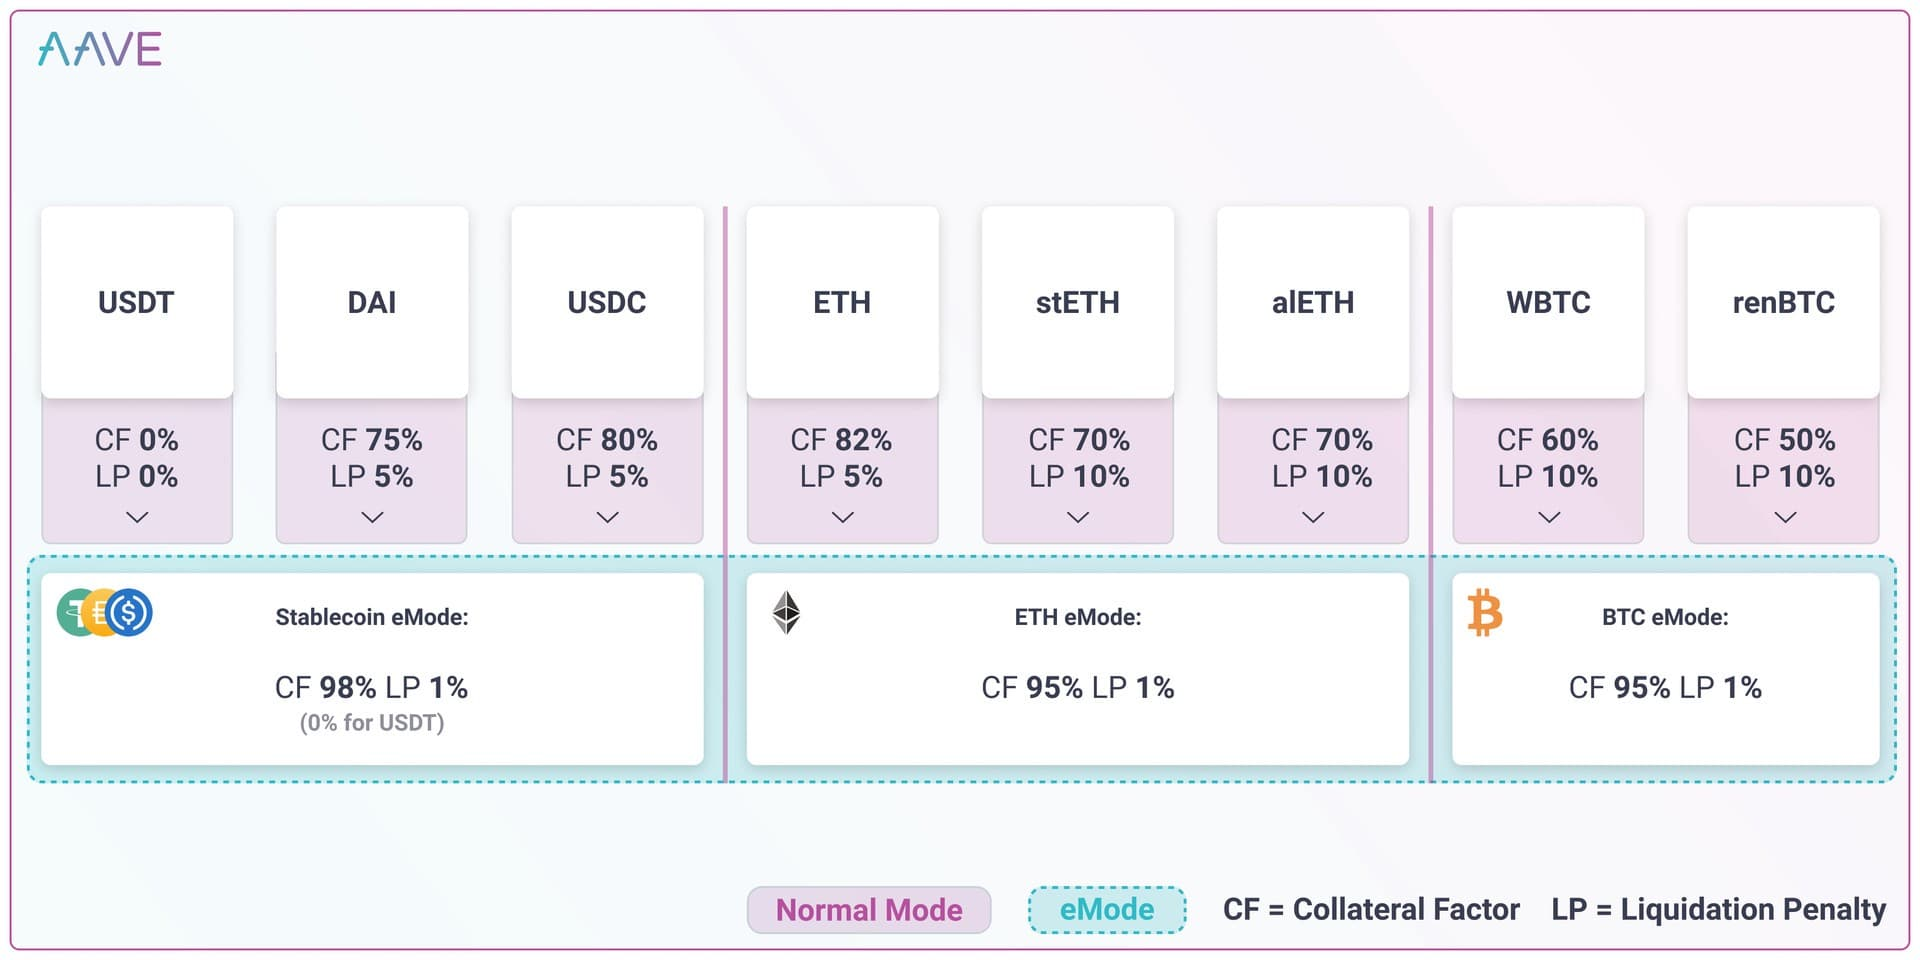 AAVE
USDT
DAI
USDC
ETH
stETH
alETH
WBTC
renBTC
CF 0%
LP 0%
CF 75%
LP 5%
CF 80%
LP 5%
CF 82%
LP 5%
CF 70%
LP 10%
CF 70%
LP 10%
CF 60%
LP 10%
CF 50%
LP 10%
Stablecoin eMode:
CF 98% LP 1%
(0% for USDT)
ETH eMode:
CF 95% LP 1%
BTC eMode:
CF 95% LP 1%
Normal Mode
eMode
CF = Collateral Factor
LP = Liquidation Penalty